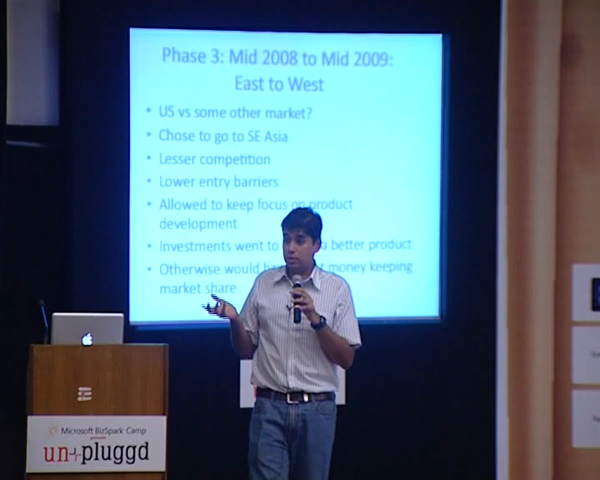 Phase 3: Mid 2008 to Mid 2009:
East to West
• US vs some other market?
• Chose to go to SE Asia
• Lesser competition
• Lower entry barriers
• Allowed to keep focus on product
development
• Investments went to a better product
• Otherwise would money keeping
market share
Microsoft BizSpark Camp
un-pluggd